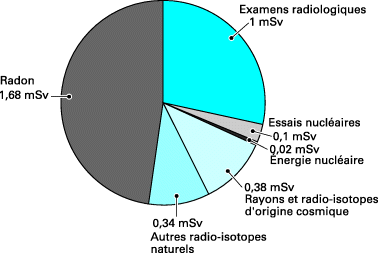 Examens radiologiques
1 mSv
Radon
1,68 mSv
Essais nucléaires
0,1 mSv
0,02 mSv
Énergie nucléaire
0,38 mSv
Rayons et radio-isotopes
d'origine cosmique
0,34 mSv
Autres radio-isotopes
naturels